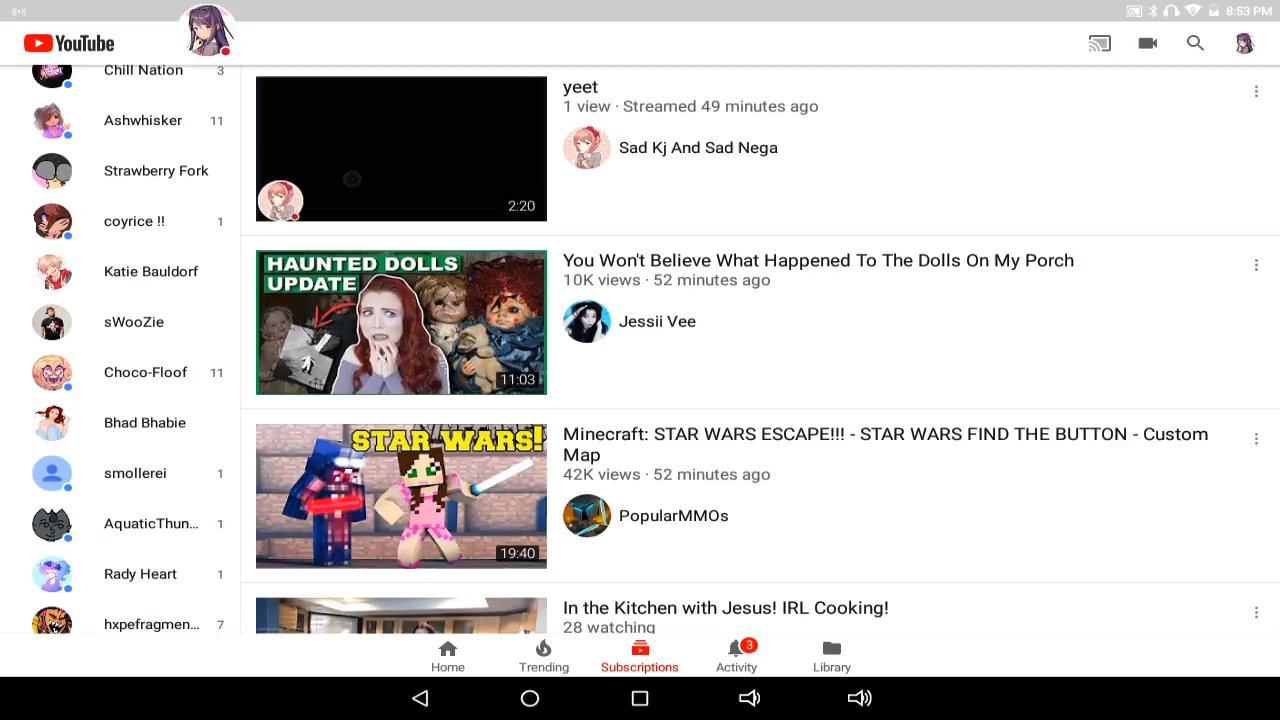 8:53 PM
YouTube
Chill Nation 3
Ashwhisker 11
Strawberry Fork
coyrice !! 1
Katie Bauldorf
sWooZie
Choco-Floof 11
Bhad Bhabie
smollerei 1
AquaticThun... 1
Rady Heart 1
hxpefragmen... 7
2:20
yeet
1 view · Streamed 49 minutes ago
Sad Kj And Sad Nega
HAUNTED DOLLS
UPDATE
11:03
You Won't Believe What Happened To The Dolls On My Porch
10K views · 52 minutes ago
Jessii Vee
STAR WARS!
19:40
Minecraft: STAR WARS ESCAPE!!! - STAR WARS FIND THE BUTTON - Custom
Map
42K views · 52 minutes ago
PopularMMOs
In the Kitchen with Jesus! IRL Cooking!
28 watching
3
Home Trending Subscriptions Activity Library